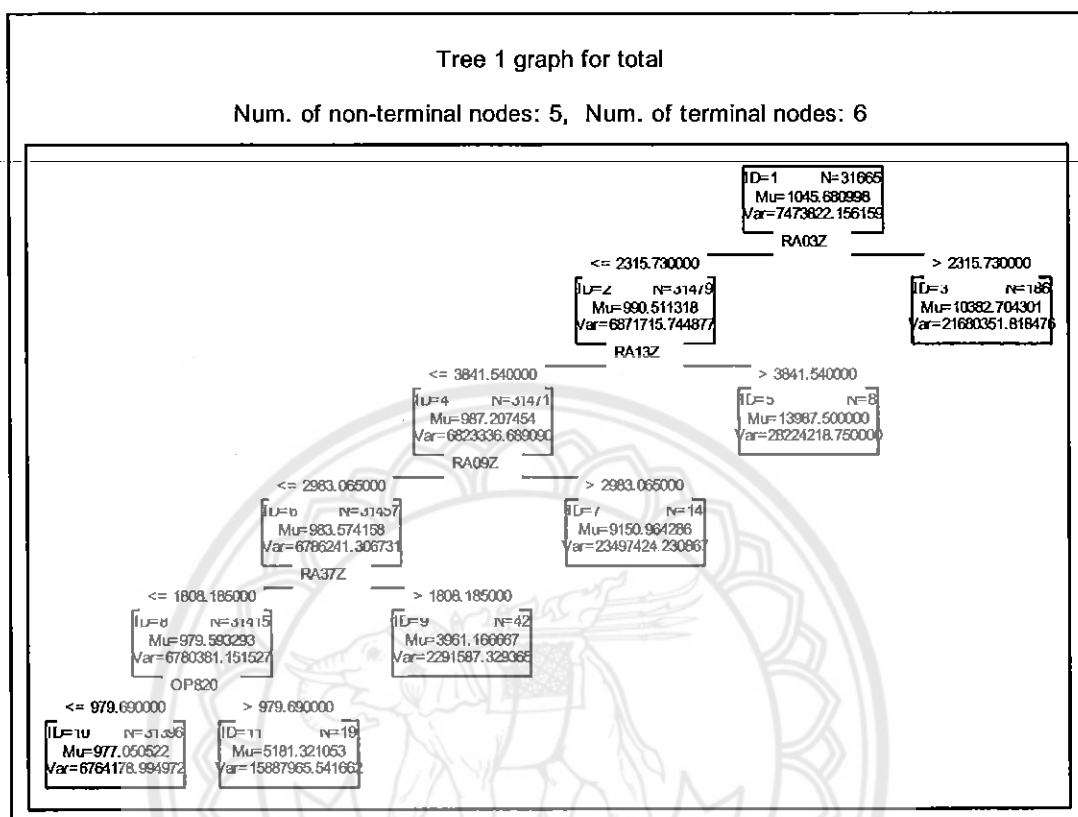 Tree 1 graph for total
Num. of non-terminal nodes: 5, Num. of terminal nodes: 6
ID=1 N=31665
Mu=1045.680998
Var=7473822.156159
RA03Z
<= 2315.730000 > 2315.730000
ID=2 N=31479 ID=3 N=186
Mu=990.511318 Mu=10382.704301
Var=6871715.744877 Var=21680351.818476
RA13Z
<= 3841.540000 > 3841.540000
ID=4 N=31471 ID=5 N=8
Mu=987.207454 Mu=13987.500000
Var=6823336.689090 Var=28224218.750000
RA09Z
<= 2983.065000 > 2983.065000
ID=6 N=31457 ID=7 N=14
Mu=983.574158 Mu=9150.964286
Var=6786241.306731 Var=23497424.230867
RA37Z
<= 1808.185000 > 1808.185000
ID=8 N=31415 ID=9 N=42
Mu=979.593293 Mu=3961.166667
Var=6780381.151527 Var=2291587.329365
OP820
<= 979.690000 > 979.690000
ID=10 N=31396 ID=11 N=19
Mu=977.050522 Mu=5181.321053
Var=6764178.994972 Var=15887965.541662